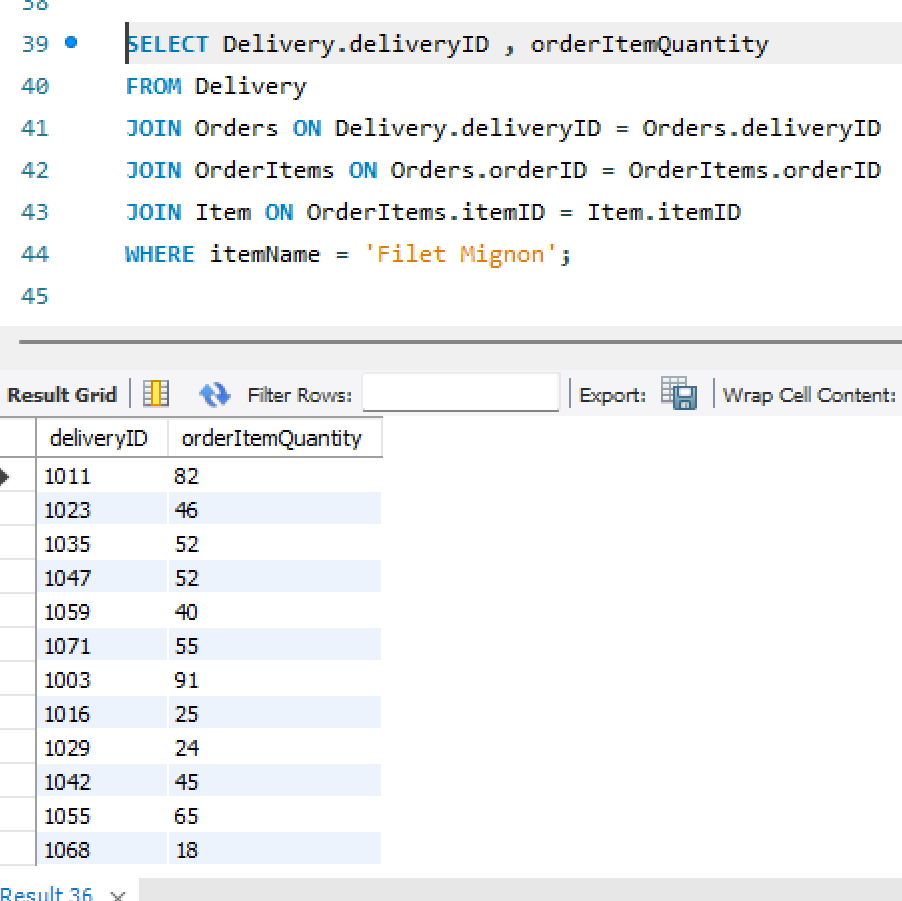 38
39 SELECT Delivery.deliveryID , orderItemQuantity
40 FROM Delivery
41 JOIN Orders ON Delivery.deliveryID = Orders.deliveryID
42 JOIN OrderItems ON Orders.orderID = OrderItems.orderID
43 JOIN Item ON OrderItems.itemID = Item.itemID
44 WHERE itemName = 'Filet Mignon';
45
Result Grid Filter Rows: Export: Wrap Cell Content:
deliveryID orderItemQuantity
1011 82
1023 46
1035 52
1047 52
1059 40
1071 55
1003 91
1016 25
1029 24
1042 45
1055 65
1068 18
Result 36